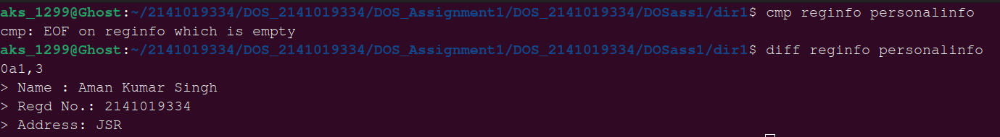 aks_1299@Ghost:~/2141019334/DOS_2141019334/DOS_Assignment1/DOS_2141019334/DOSass1/dir1$ cmp reginfo personalinfo
cmp: EOF on reginfo which is empty
aks_1299@Ghost:~/2141019334/DOS_2141019334/DOS_Assignment1/DOS_2141019334/DOSass1/dir1$ diff reginfo personalinfo
0a1,3
> Name : Aman Kumar Singh
> Regd No.: 2141019334
> Address: JSR